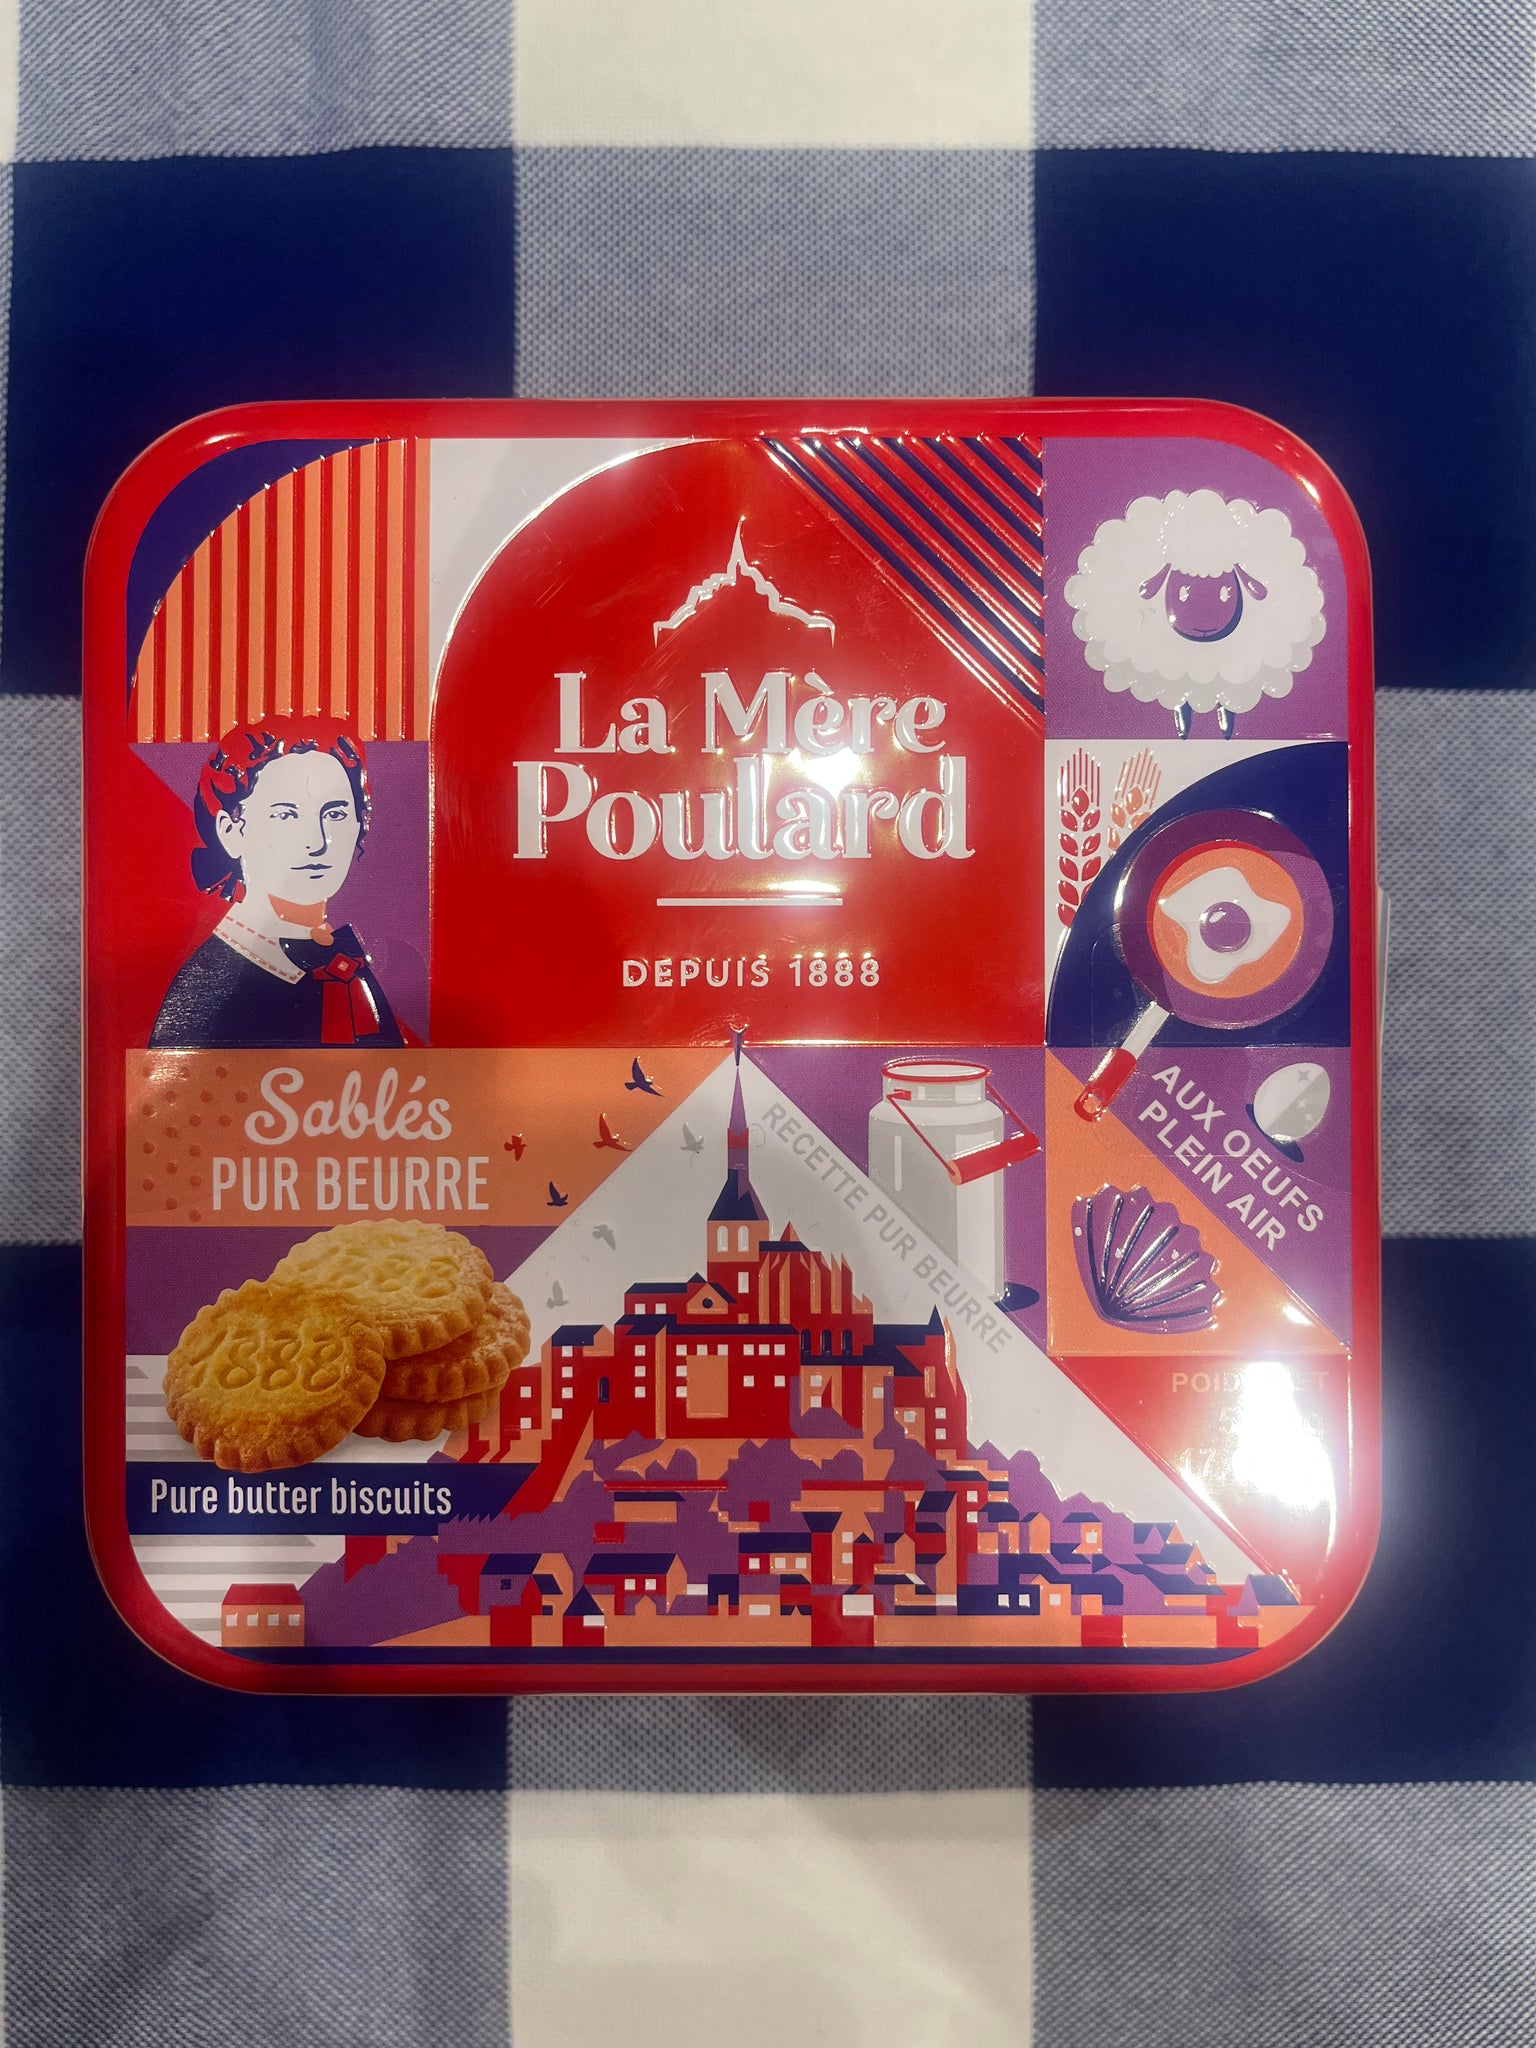 La Mère
Poulard
DEPUIS 1888
Sablés
PUR BEURRE
RECETTE PUR BEURRE
AUX OEUFS
PLEIN AIR
1888
1888
Pure butter biscuits